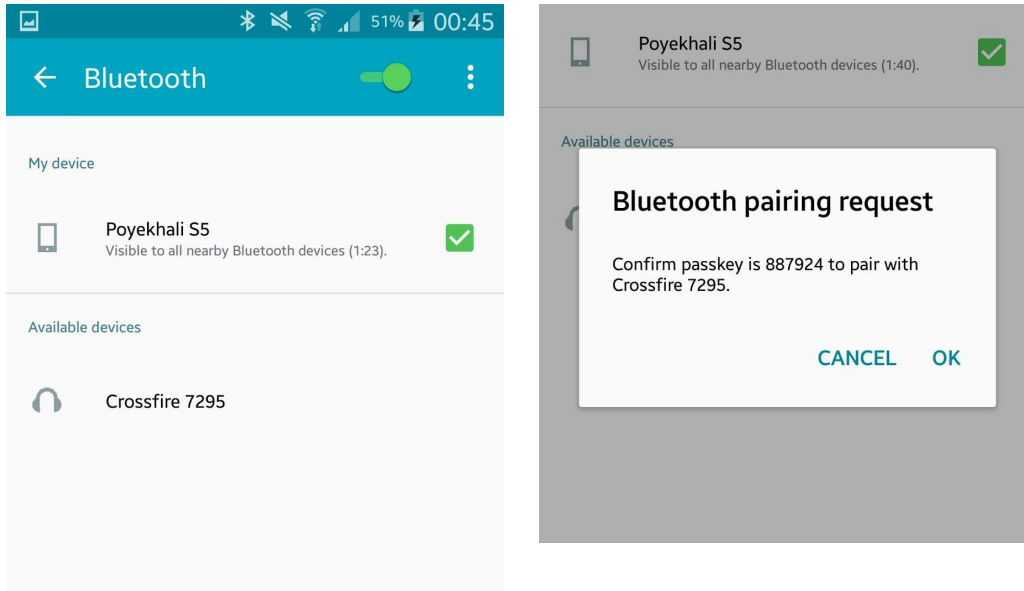 51% 00:45
Bluetooth
My device
Poyekhali S5
Visible to all nearby Bluetooth devices (1:23).
Available devices
Crossfire 7295
Poyekhali S5
Visible to all nearby Bluetooth devices (1:40).
Available devices
Bluetooth pairing request
Confirm passkey is 887924 to pair with
Crossfire 7295.
CANCEL OK